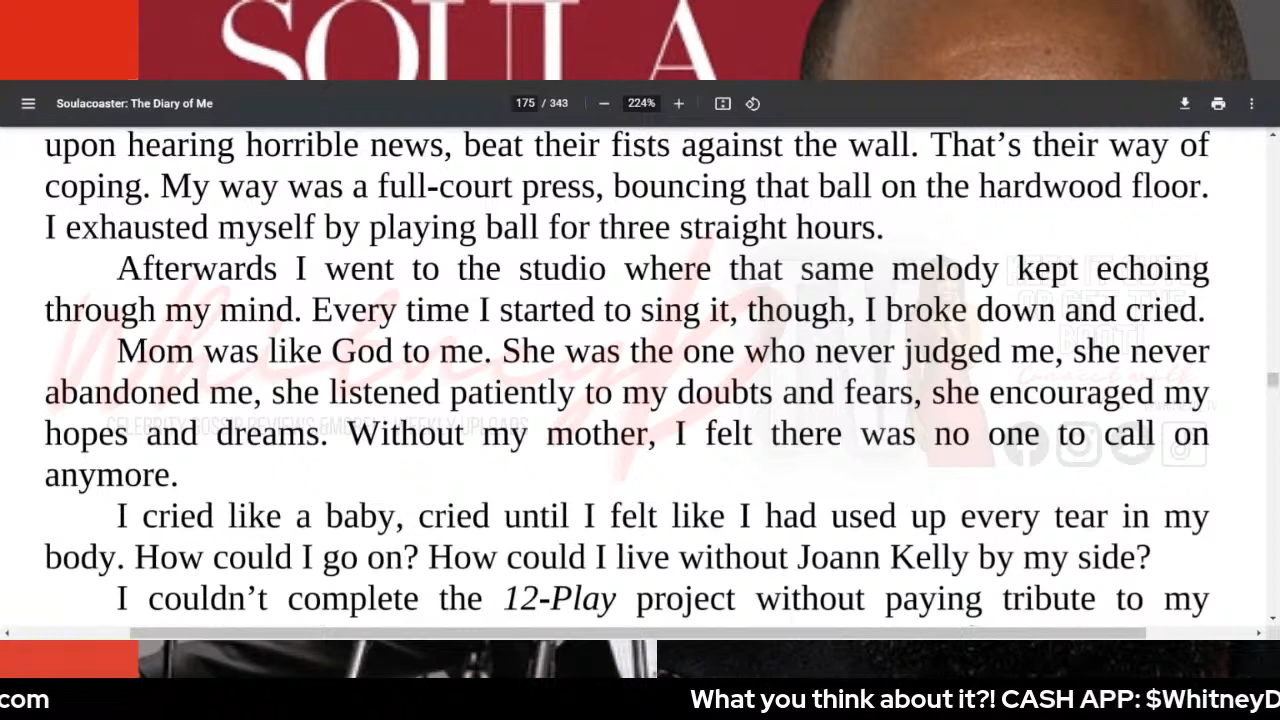 SOUL A
Soulacoaster: The Diary of Me
175 / 343
224%
upon hearing horrible news, beat their fists against the wall. That’s their way of
coping. My way was a full-court press, bouncing that ball on the hardwood floor.
I exhausted myself by playing ball for three straight hours.
Afterwards I went to the studio where that same melody kept echoing
through my mind. Every time I started to sing it, though, I broke down and cried.
Mom was like God to me. She was the one who never judged me, she never
abandoned me, she listened patiently to my doubts and fears, she encouraged my
hopes and dreams. Without my mother, I felt there was no one to call on
anymore.
I cried like a baby, cried until I felt like I had used up every tear in my
body. How could I go on? How could I live without Joann Kelly by my side?
I couldn’t complete the 12-Play project without paying tribute to my
WhitneyD
CELEBRITY GOSSIP, REVIEWS &MORE!
WEEKLY UPLOADS
com
What you think about it?! CASH APP: $WhitneyD